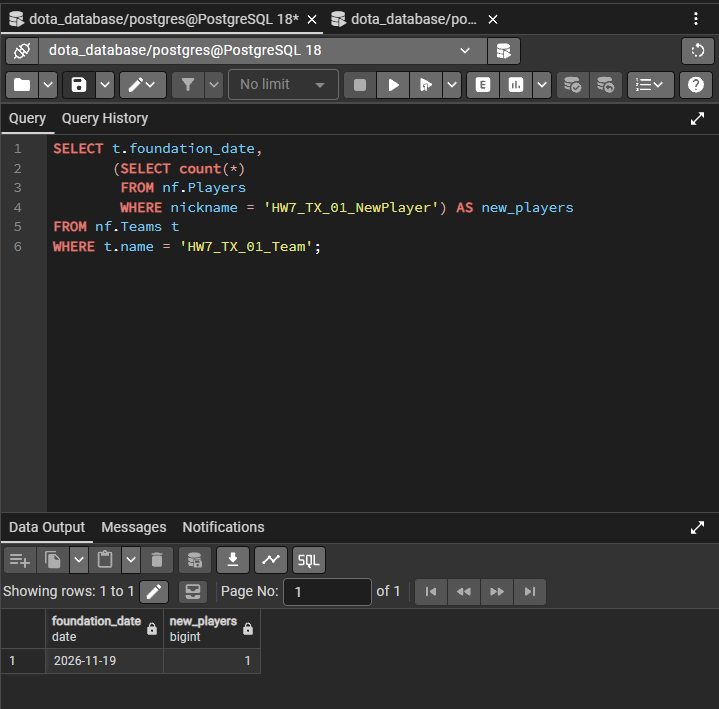 dota_database/postgres@PostgreSQL 18* dota_database/po...
dota_database/postgres@PostgreSQL 18
No limit E
Query Query History
1 SELECT t.foundation_date,
2 (SELECT count(*)
3 FROM nf.Players
4 WHERE nickname = 'HW7_TX_01_NewPlayer') AS new_players
5 FROM nf.Teams t
6 WHERE t.name = 'HW7_TX_01_Team';
Data Output Messages Notifications
SQL
Showing rows: 1 to 1 Page No: 1 of 1
foundation_date new_players
date bigint
1 2026-11-19 1